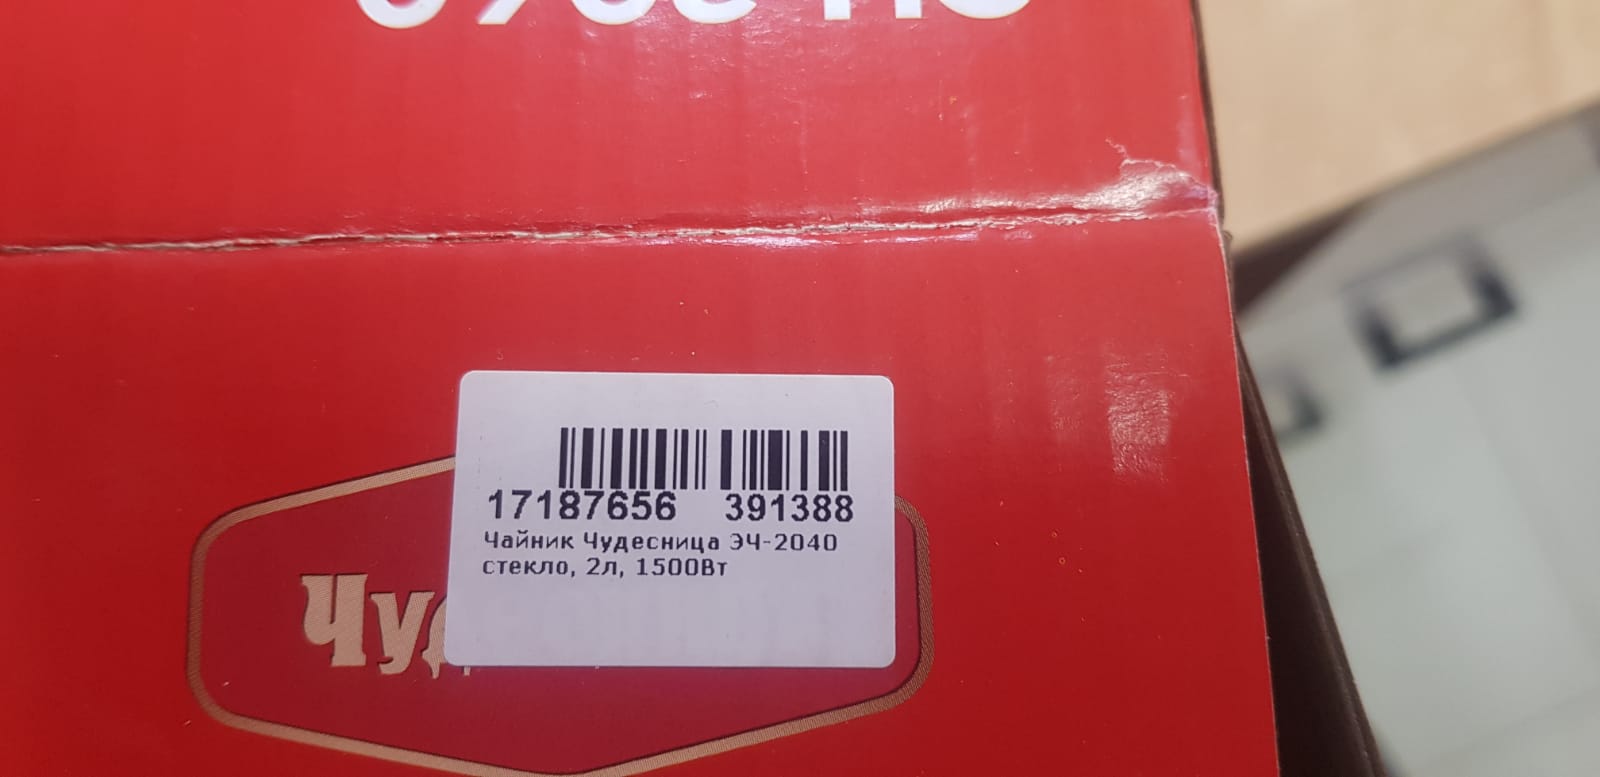 17187656 391388
Чайник Чудесница ЭЧ-2040
стекло, 2л, 1500Вт